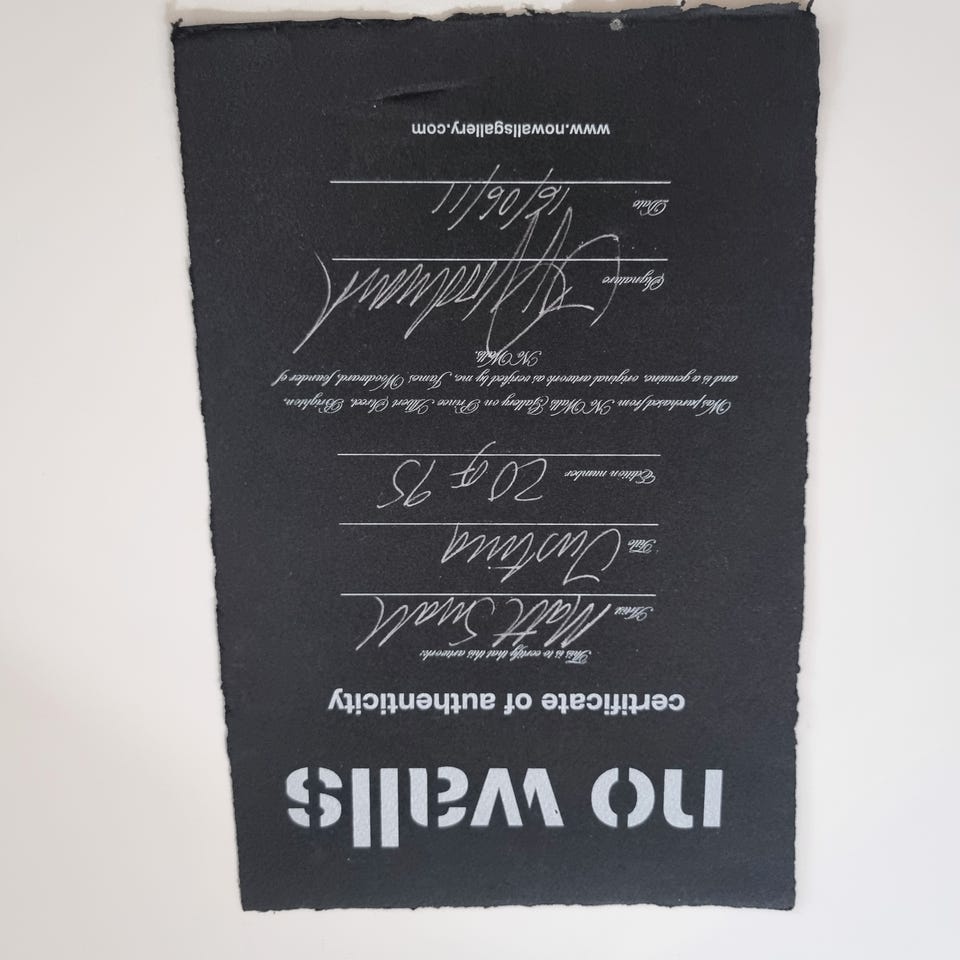 no walls
certificate of authenticity
This is to certify that this artwork:
Artist Matt Small
Title Justina
Edition number 20 of 95
Was purchased from No Walls Gallery on Prince Albert Street, Brighton,
and is a genuine, original artwork as verified by me, James Woodward, founder of
No Walls.
Signature
Date 18/06/11
www.nowallsgallery.com